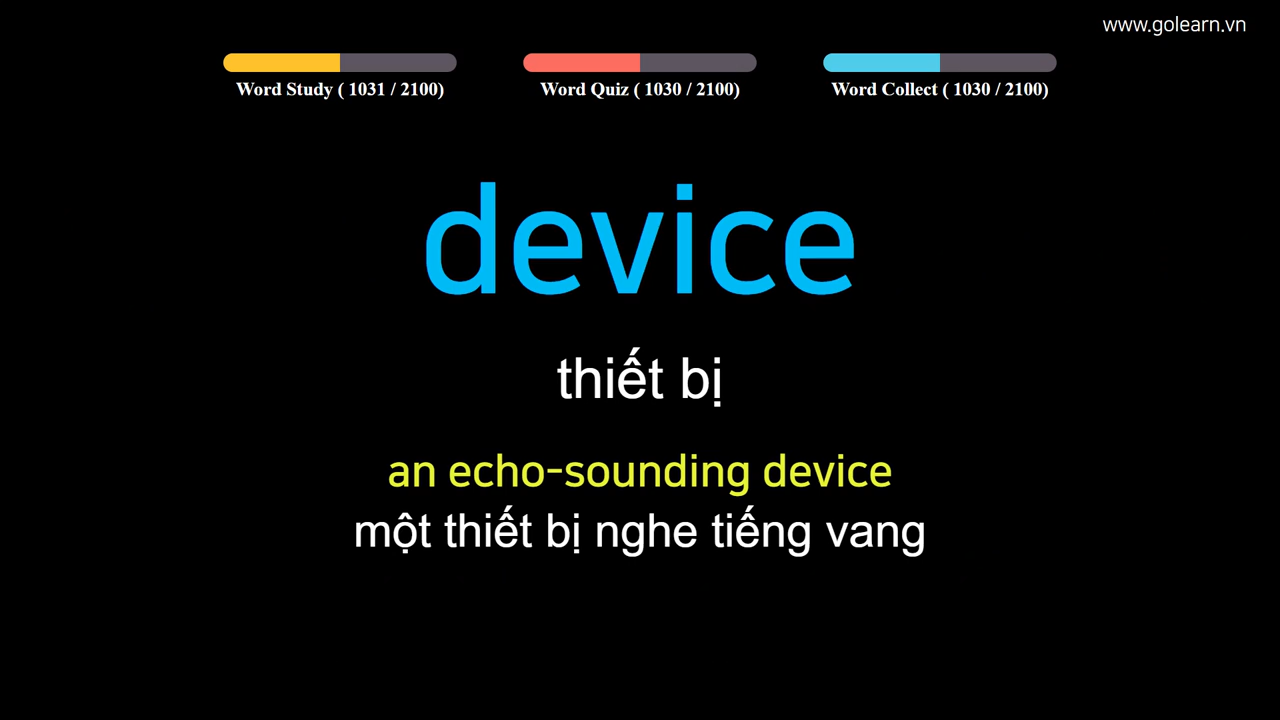 www.golearn.vn
Word Study ( 1031 / 2100)
Word Quiz ( 1030 / 2100)
Word Collect ( 1030 / 2100)
device
thiết bị
an echo-sounding device
một thiết bị nghe tiếng vang